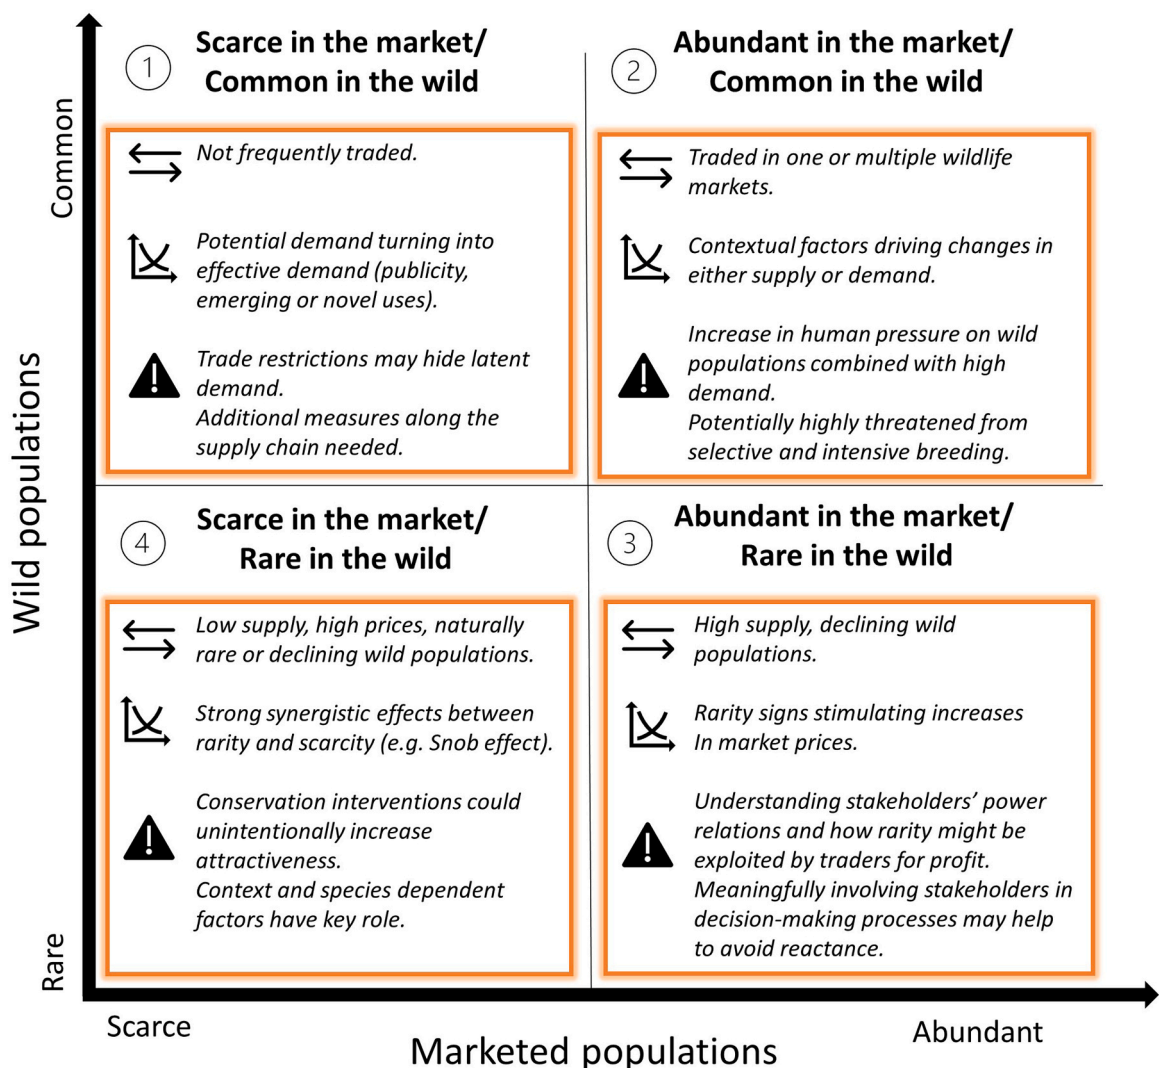 Wild populations
Common
Rare
1
Scarce in the market/
Common in the wild
Not frequently traded.
Potential demand turning into
effective demand (publicity,
emerging or novel uses).
Trade restrictions may hide latent
demand.
Additional measures along the
supply chain needed.
2
Abundant in the market/
Common in the wild
Traded in one or multiple wildlife
markets.
Contextual factors driving changes in
either supply or demand.
Increase in human pressure on wild
populations combined with high
demand.
Potentially highly threatened from
selective and intensive breeding.
4
Scarce in the market/
Rare in the wild
Low supply, high prices, naturally
rare or declining wild populations.
Strong synergistic effects between
rarity and scarcity (e.g. Snob effect).
Conservation interventions could
unintentionally increase
attractiveness.
Context and species dependent
factors have key role.
3
Abundant in the market/
Rare in the wild
High supply, declining wild
populations.
Rarity signs stimulating increases
In market prices.
Understanding stakeholders’ power
relations and how rarity might be
exploited by traders for profit.
Meaningfully involving stakeholders in
decision-making processes may help
to avoid reactance.
Scarce
Abundant
Marketed populations